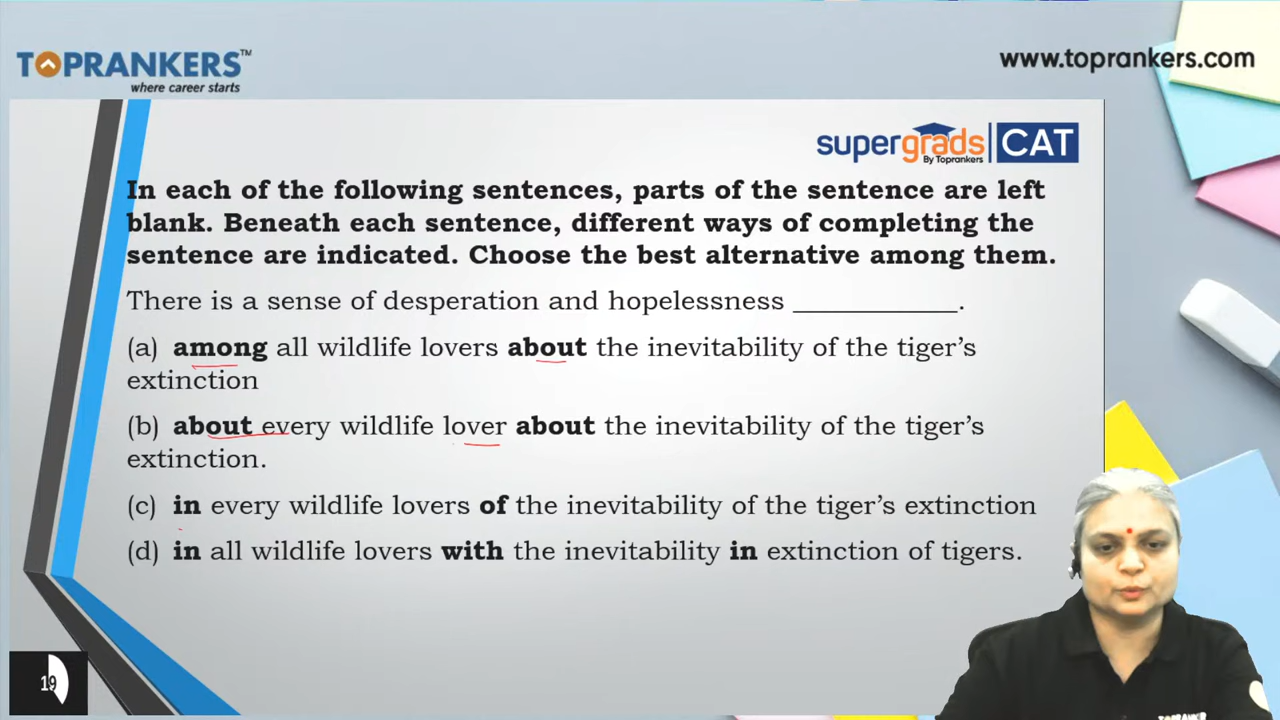 TOPRANKERS™
where career starts
www.toprankers.com
supergrads CAT
By Toprankers
In each of the following sentences, parts of the sentence are left
blank. Beneath each sentence, different ways of completing the
sentence are indicated. Choose the best alternative among them.
There is a sense of desperation and hopelessness ____________.
(a) among all wildlife lovers about the inevitability of the tiger’s
extinction
(b) about every wildlife lover about the inevitability of the tiger’s
extinction.
(c) in every wildlife lovers of the inevitability of the tiger’s extinction
(d) in all wildlife lovers with the inevitability in extinction of tigers.
19